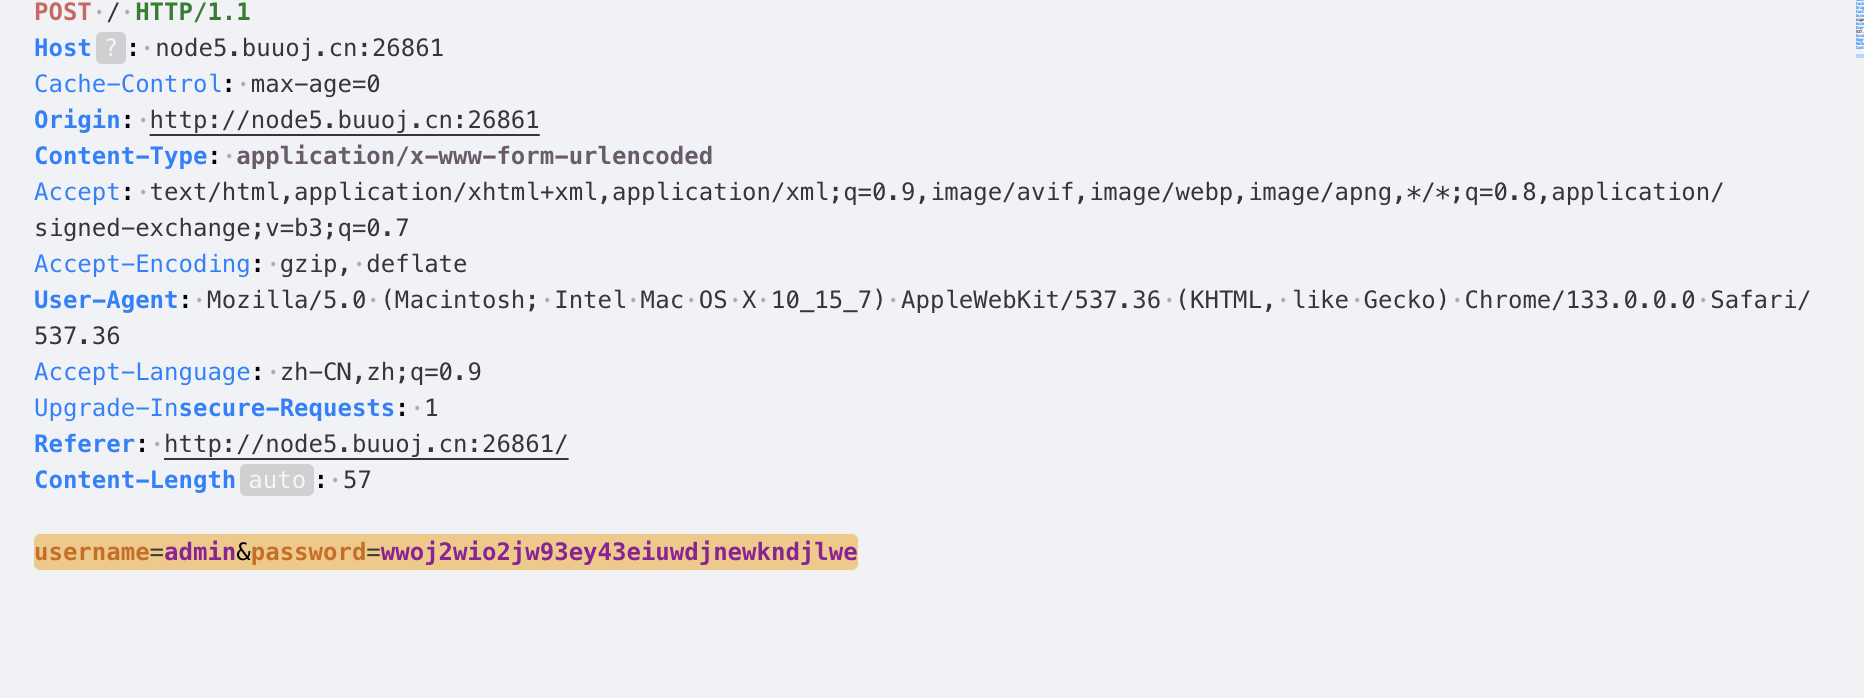 POST / HTTP/1.1
Host ? : node5.buuoj.cn:26861
Cache-Control: max-age=0
Origin: http://node5.buuoj.cn:26861
Content-Type: application/x-www-form-urlencoded
Accept: text/html,application/xhtml+xml,application/xml;q=0.9,image/avif,image/webp,image/apng,*/*;q=0.8,application/
signed-exchange;v=b3;q=0.7
Accept-Encoding: gzip, deflate
User-Agent: Mozilla/5.0 (Macintosh; Intel Mac OS X 10_15_7) AppleWebKit/537.36 (KHTML, like Gecko) Chrome/133.0.0.0 Safari/
537.36
Accept-Language: zh-CN,zh;q=0.9
Upgrade-Insecure-Requests: 1
Referer: http://node5.buuoj.cn:26861/
Content-Length auto : 57

username=admin&password=wwoj2wio2jw93ey43eiuwdjnewkndjlwe